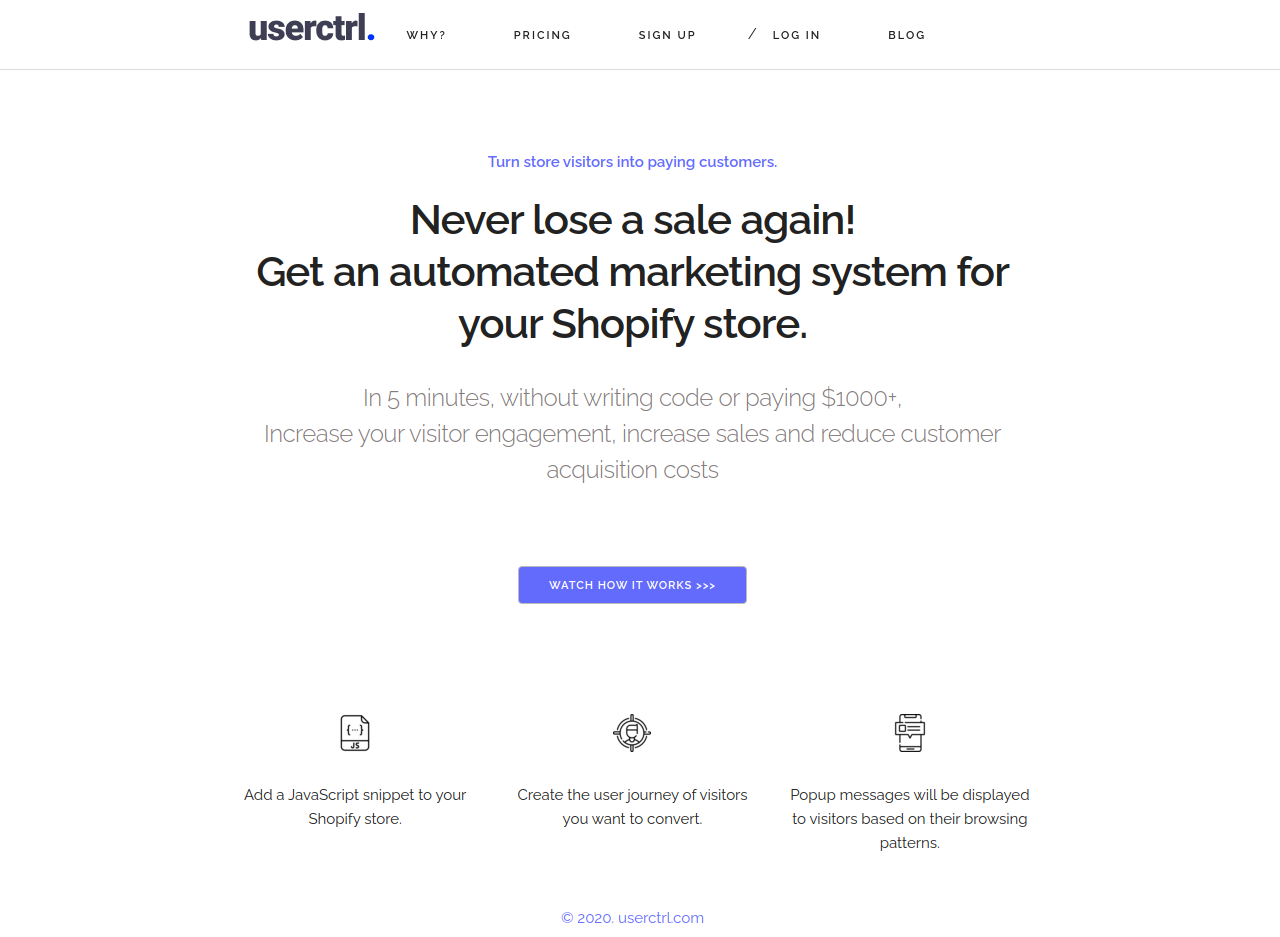 userctrl.
WHY?
PRICING
SIGN UP
/
LOG IN
BLOG
Turn store visitors into paying customers.
Never lose a sale again!
Get an automated marketing system for
your Shopify store.
In 5 minutes, without writing code or paying $1000+,
Increase your visitor engagement, increase sales and reduce customer
acquisition costs
WATCH HOW IT WORKS >>>
{...}
JS
Add a JavaScript snippet to your
Shopify store.
Create the user journey of visitors
you want to convert.
Popup messages will be displayed
to visitors based on their browsing
patterns.
© 2020. userctrl.com